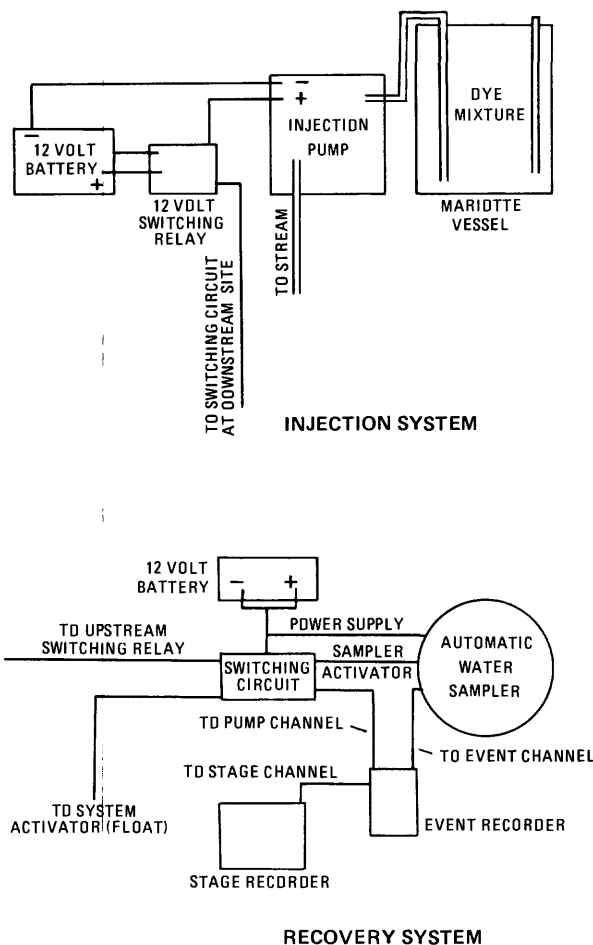 −
+
DYE
MIXTURE
INJECTION
PUMP
−
12 VOLT
BATTERY
+
12 VOLT
SWITCHING
RELAY
MARIOTTE
VESSEL
TO STREAM
TO SWITCHING CIRCUIT
AT DOWNSTREAM SITE
INJECTION SYSTEM
12 VOLT
BATTERY
− +
POWER SUPPLY
TO UPSTREAM
SWITCHING RELAY
SAMPLER
ACTIVATOR
AUTOMATIC
WATER
SAMPLER
SWITCHING
CIRCUIT
TO PUMP CHANNEL
TO EVENT CHANNEL
TO STAGE CHANNEL
TO SYSTEM
ACTIVATOR (FLOAT)
EVENT RECORDER
STAGE RECORDER
RECOVERY SYSTEM